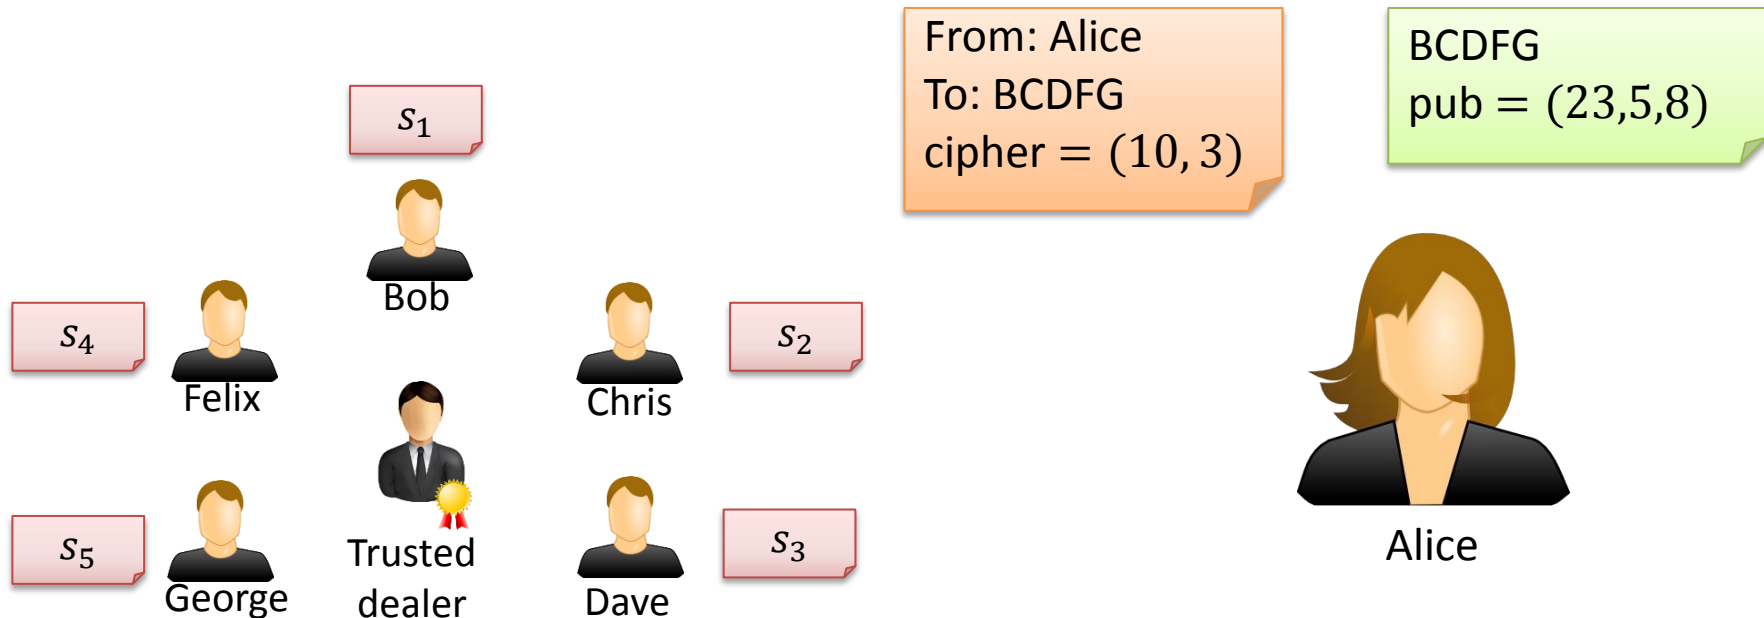 From: Alice
To: BCDFG
cipher = (10, 3)
BCDFG
pub = (23,5,8)
s₁
Bob
s₄
Felix
s₂
Chris
s₅
George
Trusted
dealer
s₃
Dave
Alice